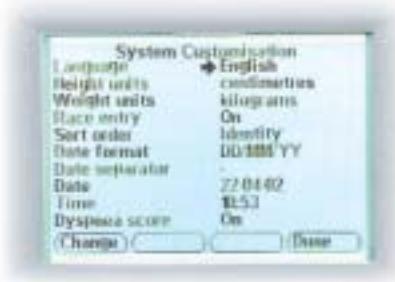 System Customisation
Language English
Height units centimetres
Weight units kilograms
Race entry On
Sort order Identity
Date format DD/MM/YY
Date separator -
Date 22-04-02
Time 10:53
Dyspnoea score On
Change Done